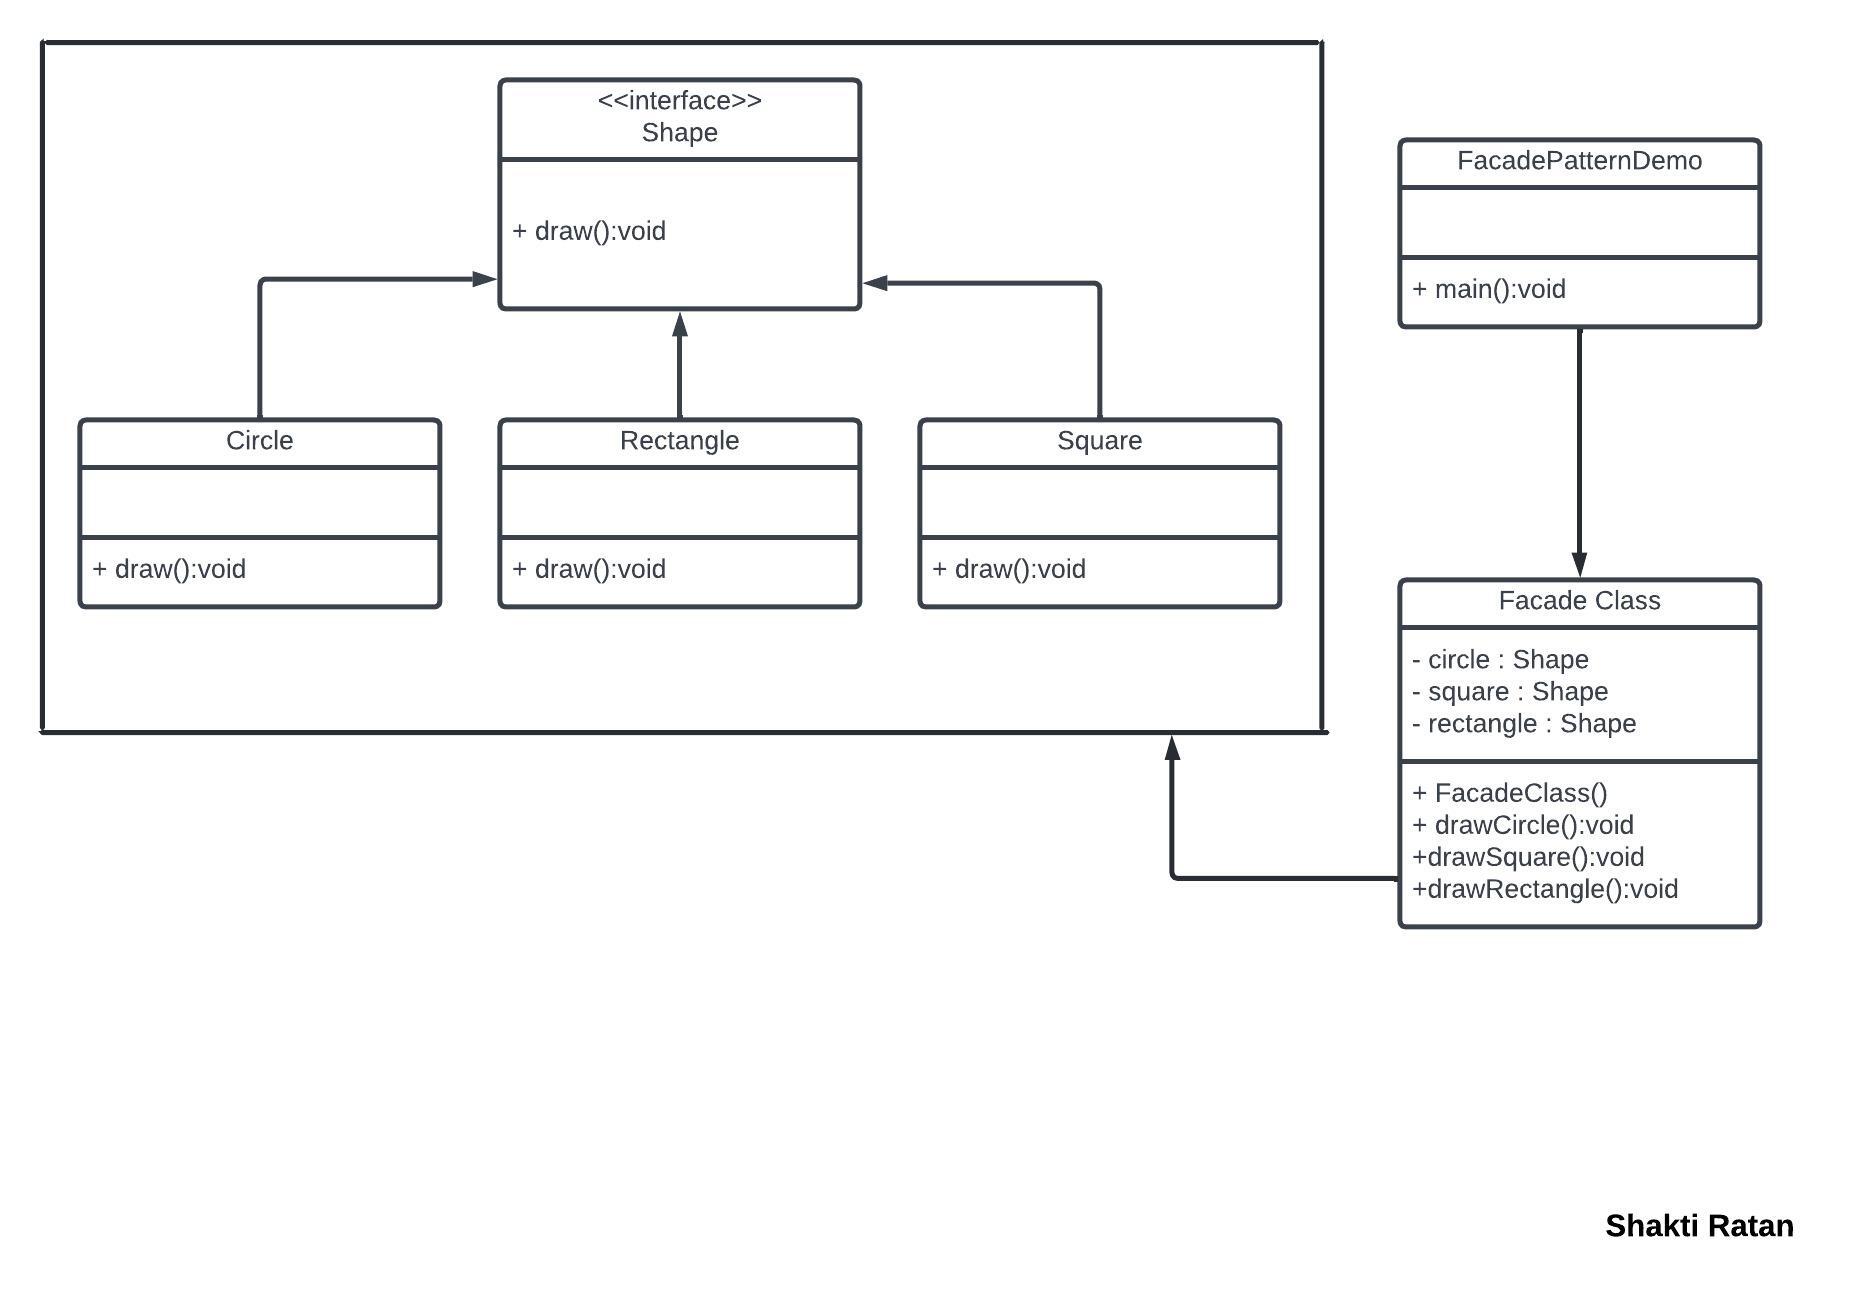 <<interface>>
Shape
+ draw():void
Circle
+ draw():void
Rectangle
+ draw():void
Square
+ draw():void
FacadePatternDemo
+ main():void
Facade Class
- circle : Shape
- square : Shape
- rectangle : Shape
+ FacadeClass()
+ drawCircle():void
+drawSquare():void
+drawRectangle():void
Shakti Ratan